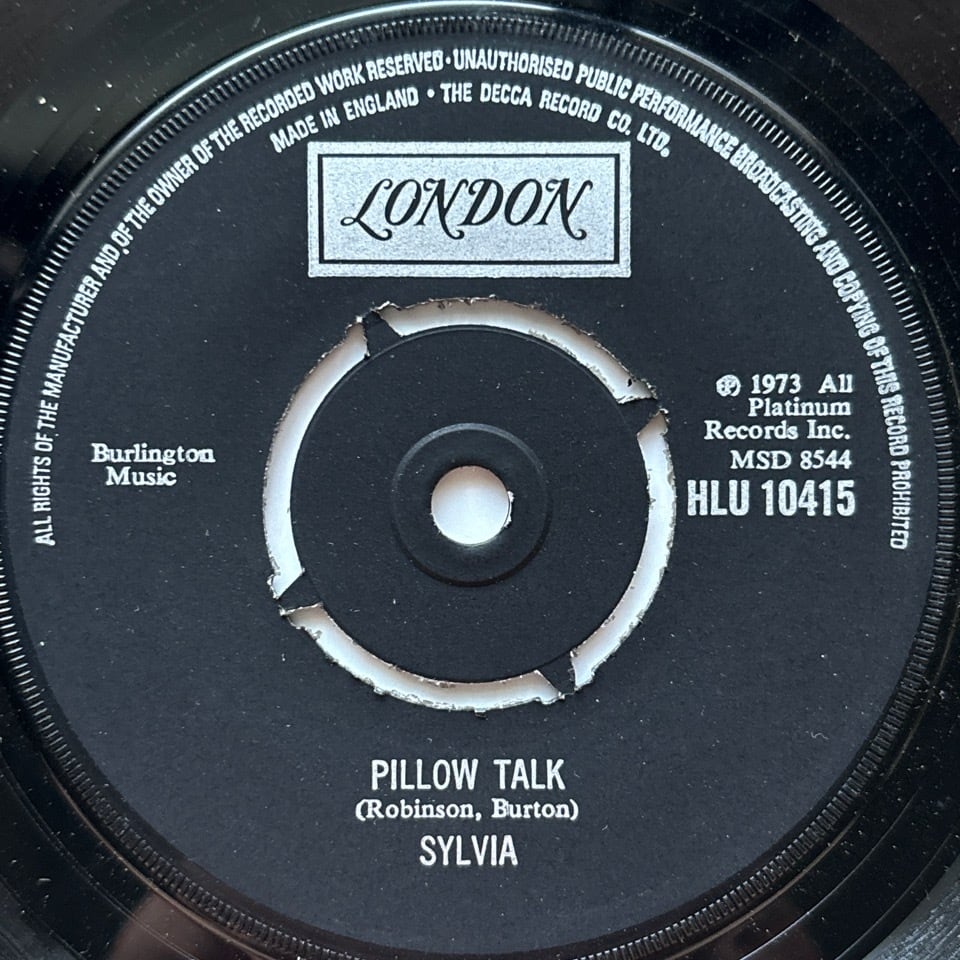 ALL RIGHTS OF THE MANUFACTURER AND OF THE OWNER OF THE RECORDED WORK RESERVED · UNAUTHORISED PUBLIC PERFORMANCE BROADCASTING AND COPYING OF THIS RECORD PROHIBITED
MADE IN ENGLAND • THE DECCA RECORD CO. LTD.
LONDON
Burlington
Music
℗ 1973 All
Platinum
Records Inc.
MSD 8544
HLU 10415
PILLOW TALK
(Robinson, Burton)
SYLVIA